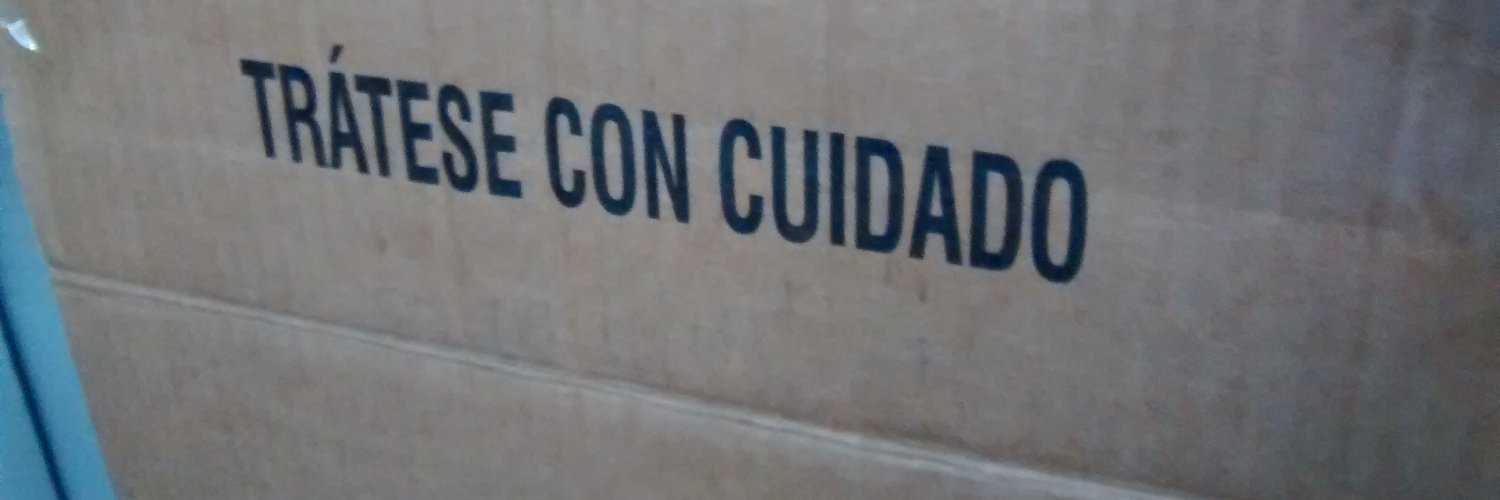 TRÁTESE CON CUIDADO